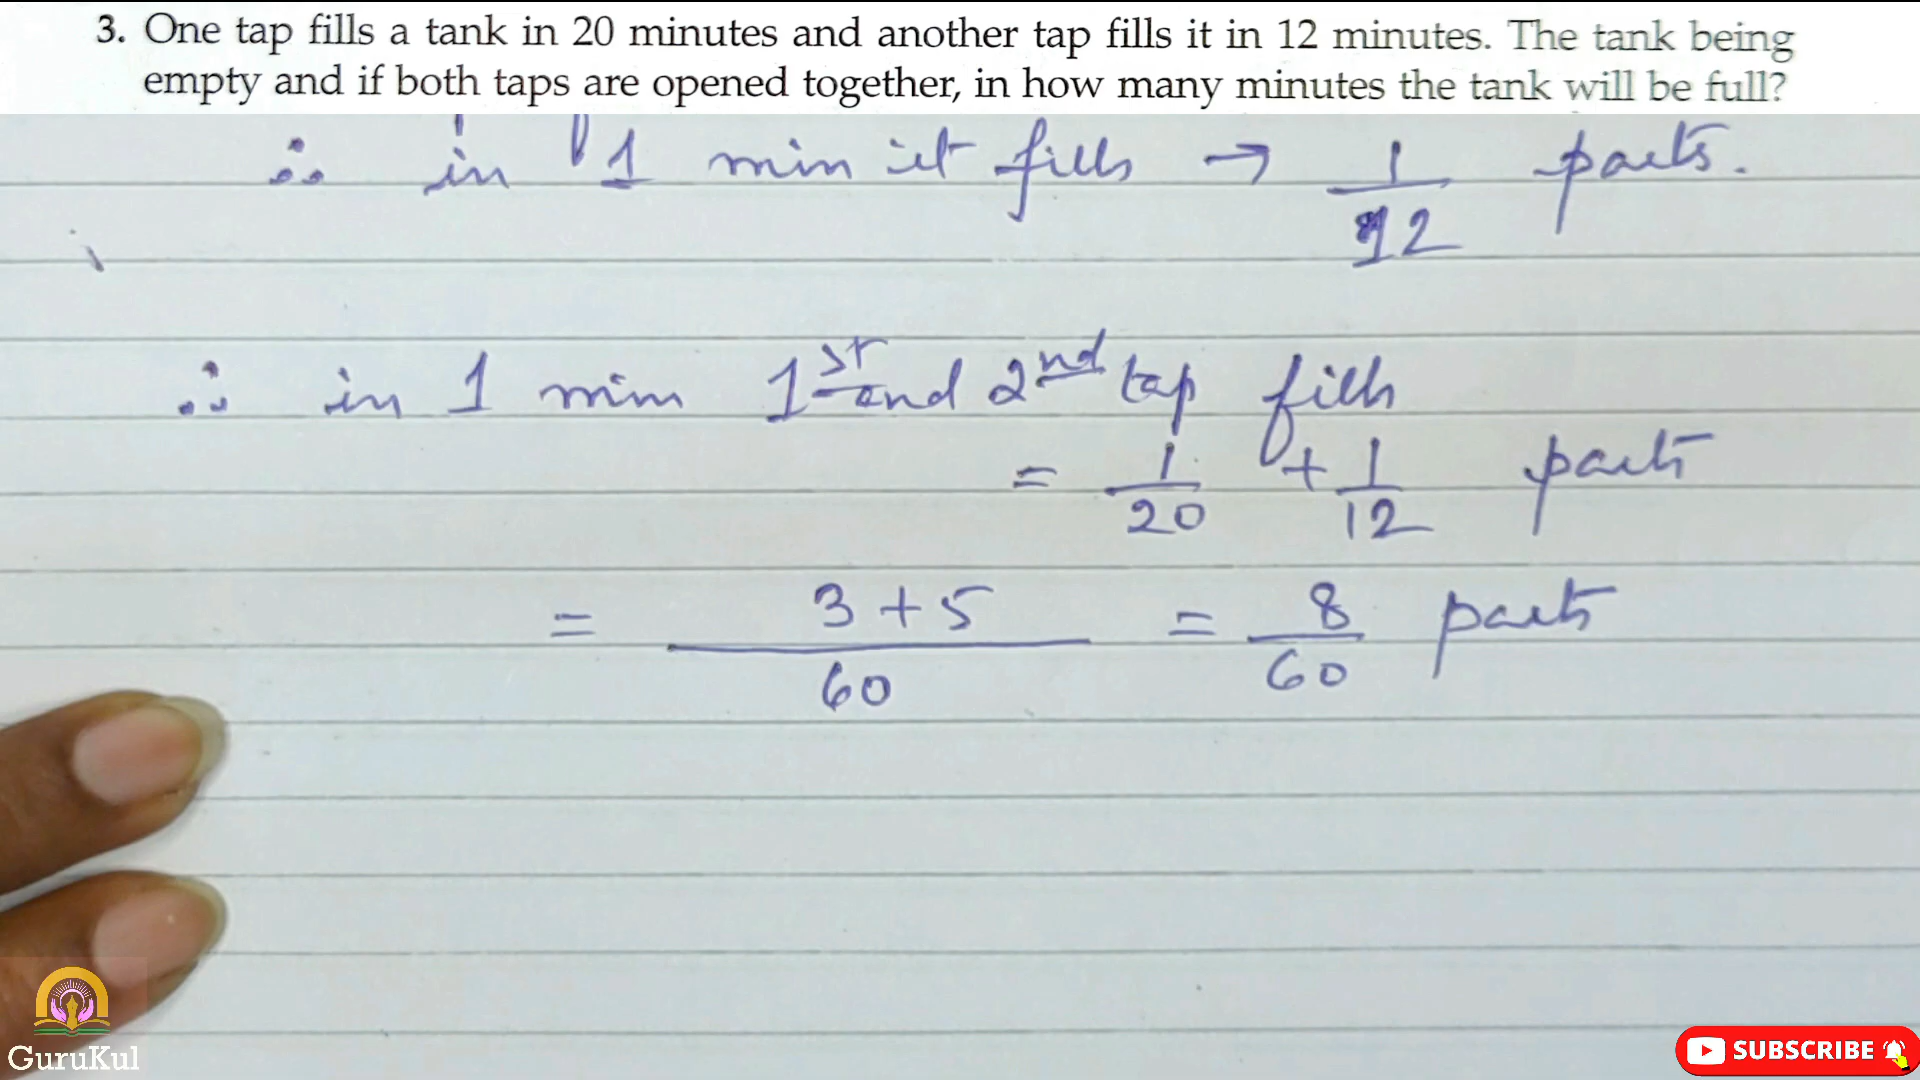 3. One tap fills a tank in 20 minutes and another tap fills it in 12 minutes. The tank being
empty and if both taps are opened together, in how many minutes the tank will be full?
∴ in 1 min it fills → 1/12 parts.
∴ in 1 min 1st and 2nd tap fills
= 1/20 + 1/12 parts
= 3+5/60 = 8/60 parts
GuruKul
SUBSCRIBE